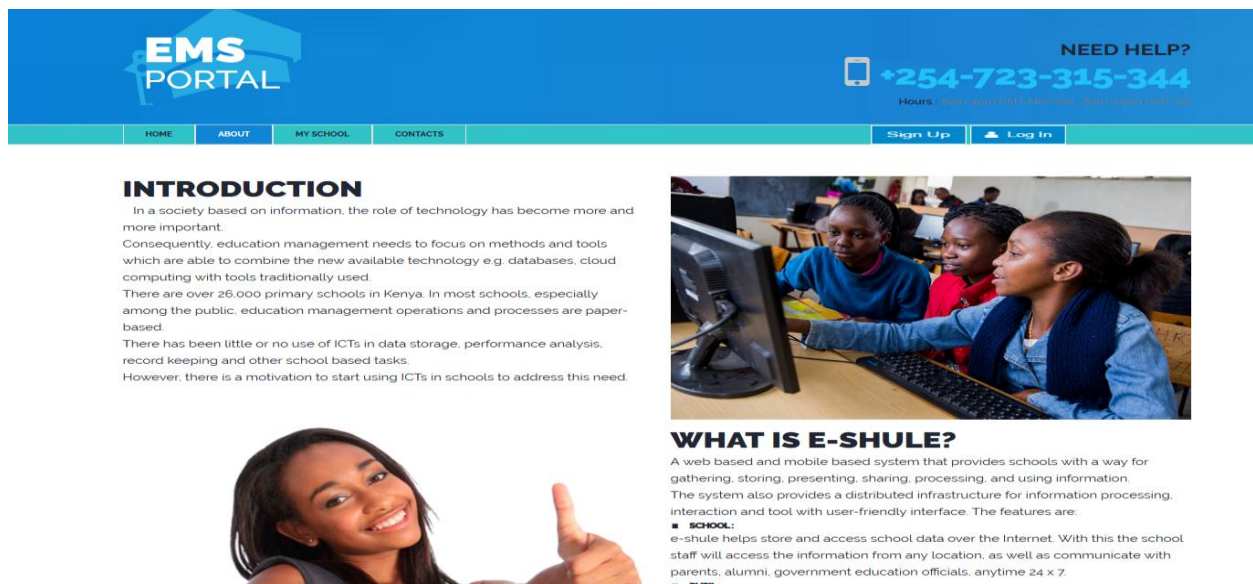 EMS
PORTAL
NEED HELP?
+254-723-315-344
Hours :
HOME
ABOUT
MY SCHOOL
CONTACTS
Sign Up
Log In
INTRODUCTION
In a society based on information, the role of technology has become more and
more important.
Consequently, education management needs to focus on methods and tools
which are able to combine the new available technology e.g. databases, cloud
computing with tools traditionally used.
There are over 26,000 primary schools in Kenya. In most schools, especially
among the public, education management operations and processes are paper-
based.
There has been little or no use of ICTs in data storage, performance analysis,
record keeping and other school based tasks.
However, there is a motivation to start using ICTs in schools to address this need.
WHAT IS E-SHULE?
A web based and mobile based system that provides schools with a way for
gathering, storing, presenting, sharing, processing, and using information.
The system also provides a distributed infrastructure for information processing,
interaction and tool with user-friendly interface. The features are:
■ SCHOOL:
e-shule helps store and access school data over the Internet. With this the school
staff will access the information from any location, as well as communicate with
parents, alumni, government education officials, anytime 24 x 7.